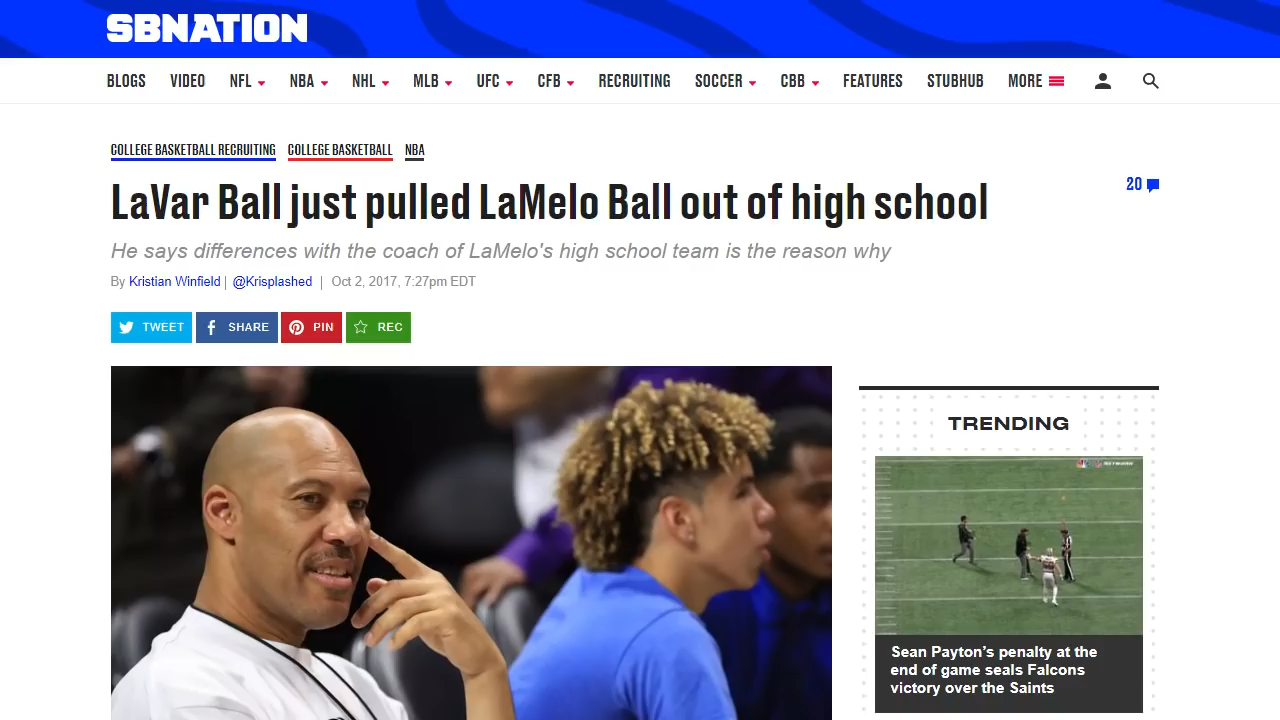 SBNATION
BLOGS VIDEO NFL NBA NHL MLB UFC CFB RECRUITING SOCCER CBB FEATURES STUBHUB MORE
COLLEGE BASKETBALL RECRUITING COLLEGE BASKETBALL NBA
LaVar Ball just pulled LaMelo Ball out of high school
20
He says differences with the coach of LaMelo's high school team is the reason why
By Kristian Winfield | @Krisplashed | Oct 2, 2017, 7:27pm EDT
TWEET SHARE PIN REC
TRENDING
NETWORK
Sean Payton’s penalty at the
end of game seals Falcons
victory over the Saints